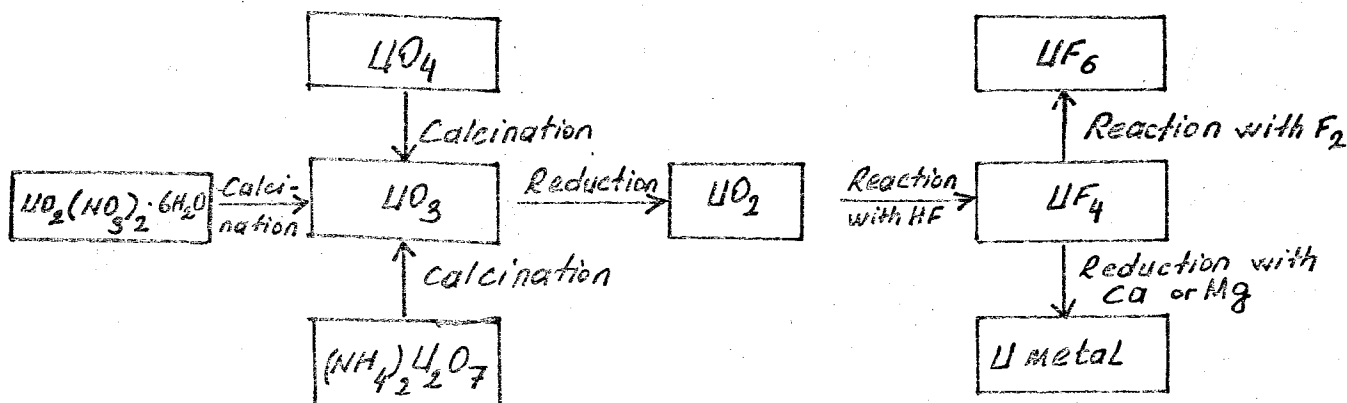 UO₄
UF₆
Calcination
Reaction with F₂
UO₂(NO₃)₂·6H₂O
Calci-
nation
UO₃
Reduction
UO₂
Reaction
with HF
UF₄
Calcination
Reduction with
Ca or Mg
(NH₄)₂U₂O₇
U metal